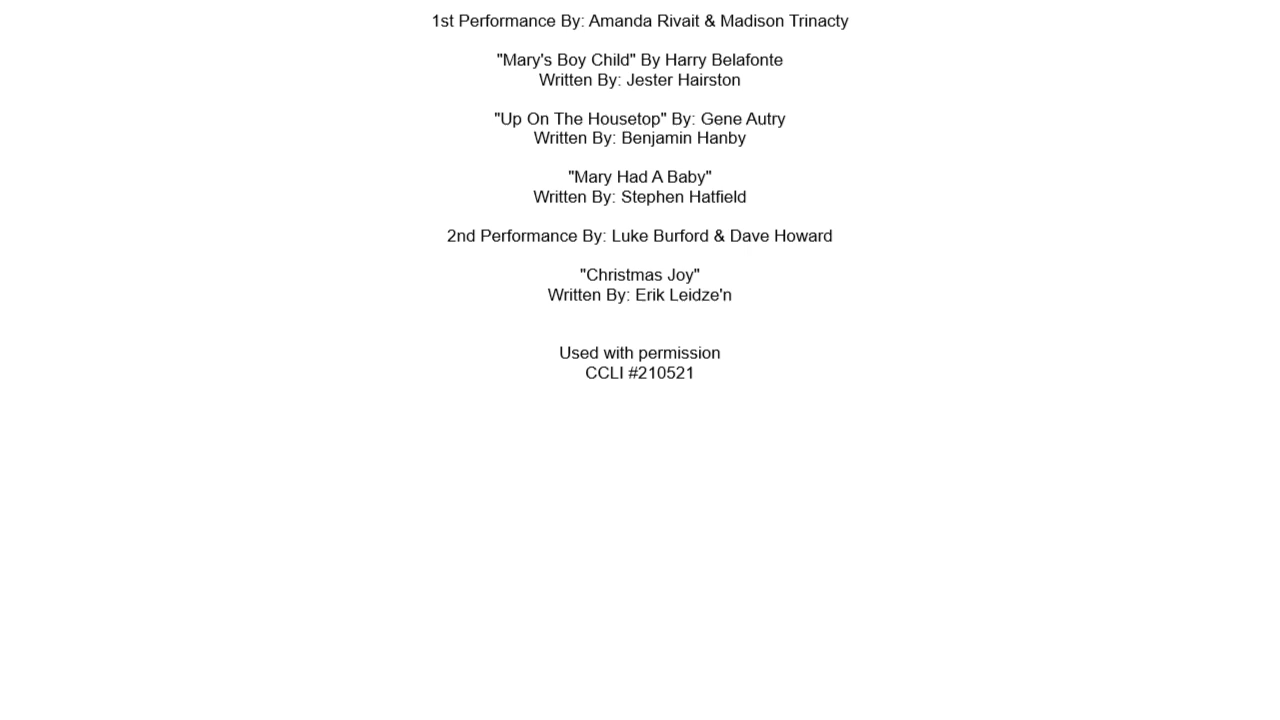 1st Performance By: Amanda Rivait & Madison Trinacty
"Mary's Boy Child" By Harry Belafonte
Written By: Jester Hairston
"Up On The Housetop" By: Gene Autry
Written By: Benjamin Hanby
"Mary Had A Baby"
Written By: Stephen Hatfield
2nd Performance By: Luke Burford & Dave Howard
"Christmas Joy"
Written By: Erik Leidze'n
Used with permission
CCLI #210521